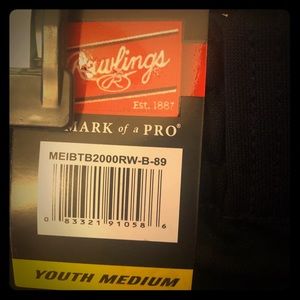 Rawlings
R
Est. 1887
MARK of a PRO®
MEIBTB2000RW-B-89
0 83321 91058 6
YOUTH MEDIUM